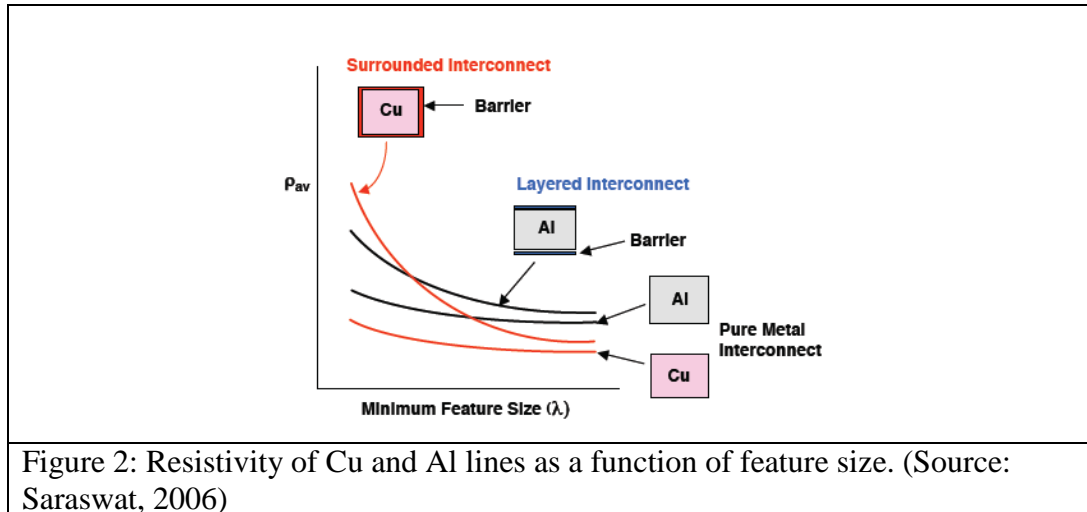 Surrounded Interconnect
Cu
Barrier
ρav
Layered Interconnect
Al
Barrier
Al
Pure Metal
Interconnect
Cu
Minimum Feature Size (λ)
Figure 2: Resistivity of Cu and Al lines as a function of feature size. (Source:
Saraswat, 2006)